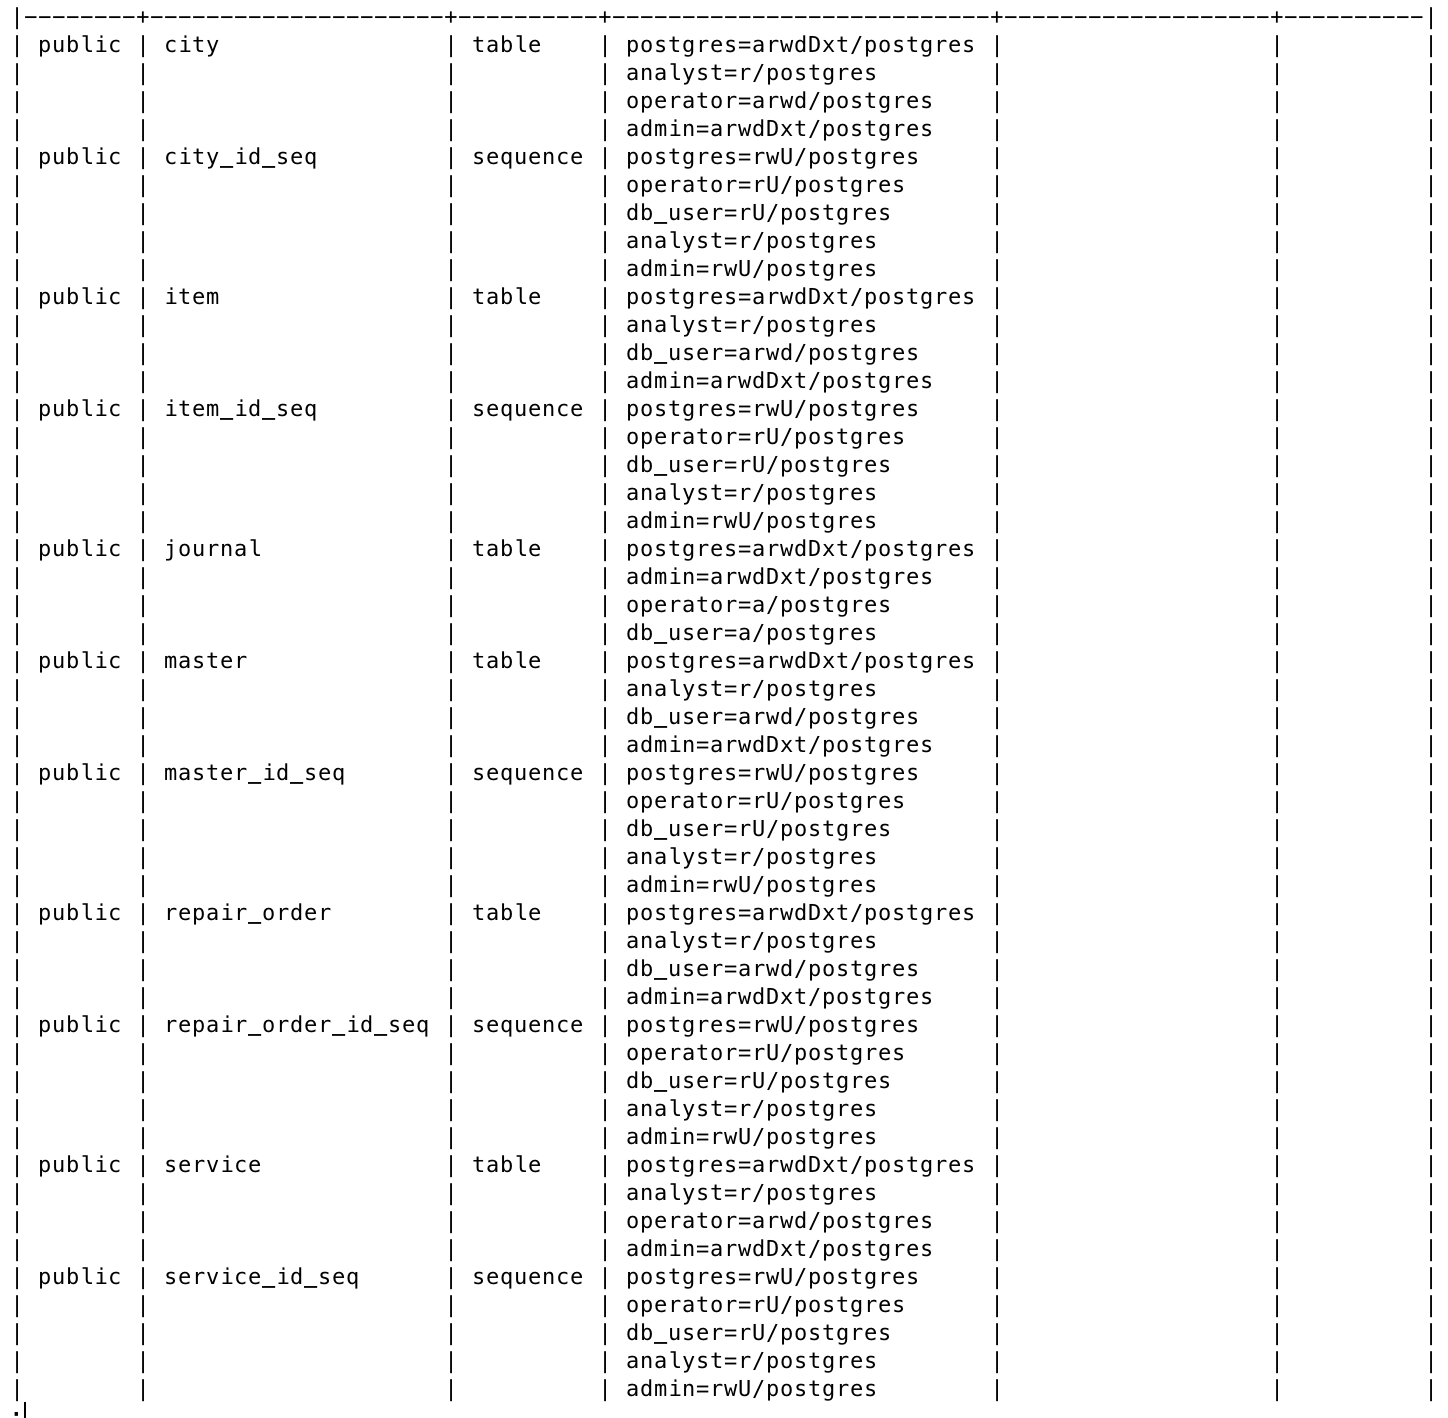 |--------+----------------------+----------+---------------------------+-------------------+----------|
| public | city                 | table    | postgres=arwdDxt/postgres |                   |          |
|        |                      |          | analyst=r/postgres        |                   |          |
|        |                      |          | operator=arwd/postgres    |                   |          |
|        |                      |          | admin=arwdDxt/postgres    |                   |          |
| public | city_id_seq          | sequence | postgres=rwU/postgres     |                   |          |
|        |                      |          | operator=rU/postgres      |                   |          |
|        |                      |          | db_user=rU/postgres       |                   |          |
|        |                      |          | analyst=r/postgres        |                   |          |
|        |                      |          | admin=rwU/postgres        |                   |          |
| public | item                 | table    | postgres=arwdDxt/postgres |                   |          |
|        |                      |          | analyst=r/postgres        |                   |          |
|        |                      |          | db_user=arwd/postgres     |                   |          |
|        |                      |          | admin=arwdDxt/postgres    |                   |          |
| public | item_id_seq          | sequence | postgres=rwU/postgres     |                   |          |
|        |                      |          | operator=rU/postgres      |                   |          |
|        |                      |          | db_user=rU/postgres       |                   |          |
|        |                      |          | analyst=r/postgres        |                   |          |
|        |                      |          | admin=rwU/postgres        |                   |          |
| public | journal              | table    | postgres=arwdDxt/postgres |                   |          |
|        |                      |          | admin=arwdDxt/postgres    |                   |          |
|        |                      |          | operator=a/postgres       |                   |          |
|        |                      |          | db_user=a/postgres        |                   |          |
| public | master               | table    | postgres=arwdDxt/postgres |                   |          |
|        |                      |          | analyst=r/postgres        |                   |          |
|        |                      |          | db_user=arwd/postgres     |                   |          |
|        |                      |          | admin=arwdDxt/postgres    |                   |          |
| public | master_id_seq        | sequence | postgres=rwU/postgres     |                   |          |
|        |                      |          | operator=rU/postgres      |                   |          |
|        |                      |          | db_user=rU/postgres       |                   |          |
|        |                      |          | analyst=r/postgres        |                   |          |
|        |                      |          | admin=rwU/postgres        |                   |          |
| public | repair_order         | table    | postgres=arwdDxt/postgres |                   |          |
|        |                      |          | analyst=r/postgres        |                   |          |
|        |                      |          | db_user=arwd/postgres     |                   |          |
|        |                      |          | admin=arwdDxt/postgres    |                   |          |
| public | repair_order_id_seq | sequence | postgres=rwU/postgres     |                   |          |
|        |                      |          | operator=rU/postgres      |                   |          |
|        |                      |          | db_user=rU/postgres       |                   |          |
|        |                      |          | analyst=r/postgres        |                   |          |
|        |                      |          | admin=rwU/postgres        |                   |          |
| public | service              | table    | postgres=arwdDxt/postgres |                   |          |
|        |                      |          | analyst=r/postgres        |                   |          |
|        |                      |          | operator=arwd/postgres    |                   |          |
|        |                      |          | admin=arwdDxt/postgres    |                   |          |
| public | service_id_seq       | sequence | postgres=rwU/postgres     |                   |          |
|        |                      |          | operator=rU/postgres      |                   |          |
|        |                      |          | db_user=rU/postgres       |                   |          |
|        |                      |          | analyst=r/postgres        |                   |          |
|        |                      |          | admin=rwU/postgres        |                   |          |